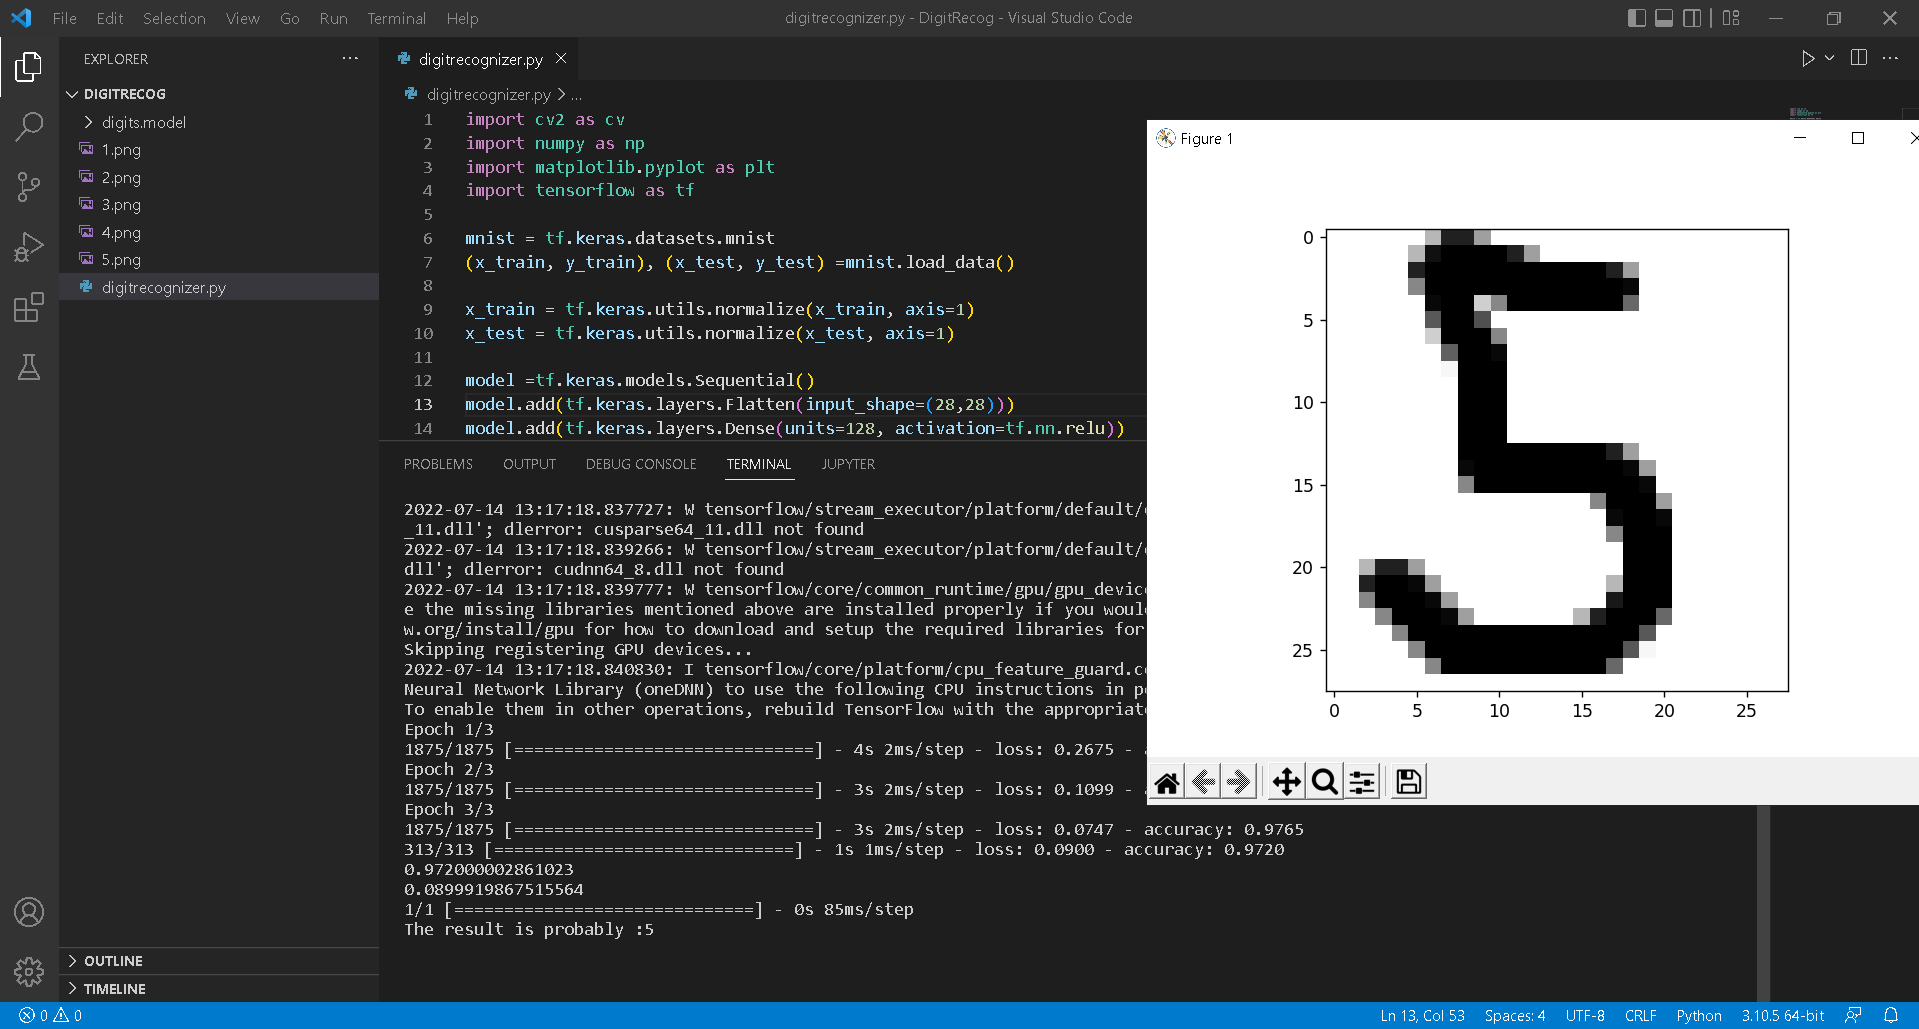 File Edit Selection View Go Run Terminal Help
digitrecognizer.py - DigitRecog - Visual Studio Code
EXPLORER
DIGITRECOG
digits.model
1.png
2.png
3.png
4.png
5.png
digitrecognizer.py
OUTLINE
TIMELINE
digitrecognizer.py
digitrecognizer.py > ...
1 import cv2 as cv
2 import numpy as np
3 import matplotlib.pyplot as plt
4 import tensorflow as tf
5
6 mnist = tf.keras.datasets.mnist
7 (x_train, y_train), (x_test, y_test) =mnist.load_data()
8
9 x_train = tf.keras.utils.normalize(x_train, axis=1)
10 x_test = tf.keras.utils.normalize(x_test, axis=1)
11
12 model =tf.keras.models.Sequential()
13 model.add(tf.keras.layers.Flatten(input_shape=(28,28)))
14 model.add(tf.keras.layers.Dense(units=128, activation=tf.nn.relu))
PROBLEMS OUTPUT DEBUG CONSOLE TERMINAL JUPYTER
2022-07-14 13:17:18.837727: W tensorflow/stream_executor/platform/default/
_11.dll'; dlerror: cusparse64_11.dll not found
2022-07-14 13:17:18.839266: W tensorflow/stream_executor/platform/default/
dll'; dlerror: cudnn64_8.dll not found
2022-07-14 13:17:18.839777: W tensorflow/core/common_runtime/gpu/gpu_devic
e the missing libraries mentioned above are installed properly if you woul
w.org/install/gpu for how to download and setup the required libraries for
Skipping registering GPU devices...
2022-07-14 13:17:18.840830: I tensorflow/core/platform/cpu_feature_guard.c
Neural Network Library (oneDNN) to use the following CPU instructions in p
To enable them in other operations, rebuild TensorFlow with the appropriat
Epoch 1/3
1875/1875 [==============================] - 4s 2ms/step - loss: 0.2675 -
Epoch 2/3
1875/1875 [==============================] - 3s 2ms/step - loss: 0.1099 -
Epoch 3/3
1875/1875 [==============================] - 3s 2ms/step - loss: 0.0747 - accuracy: 0.9765
313/313 [==============================] - 1s 1ms/step - loss: 0.0900 - accuracy: 0.9720
0.972000002861023
0.0899919867515564
1/1 [==============================] - 0s 85ms/step
The result is probably :5
Figure 1
0
5
10
15
20
25
0 5 10 15 20 25
5
0 0
Ln 13, Col 53 Spaces: 4 UTF-8 CRLF Python 3.10.5 64-bit